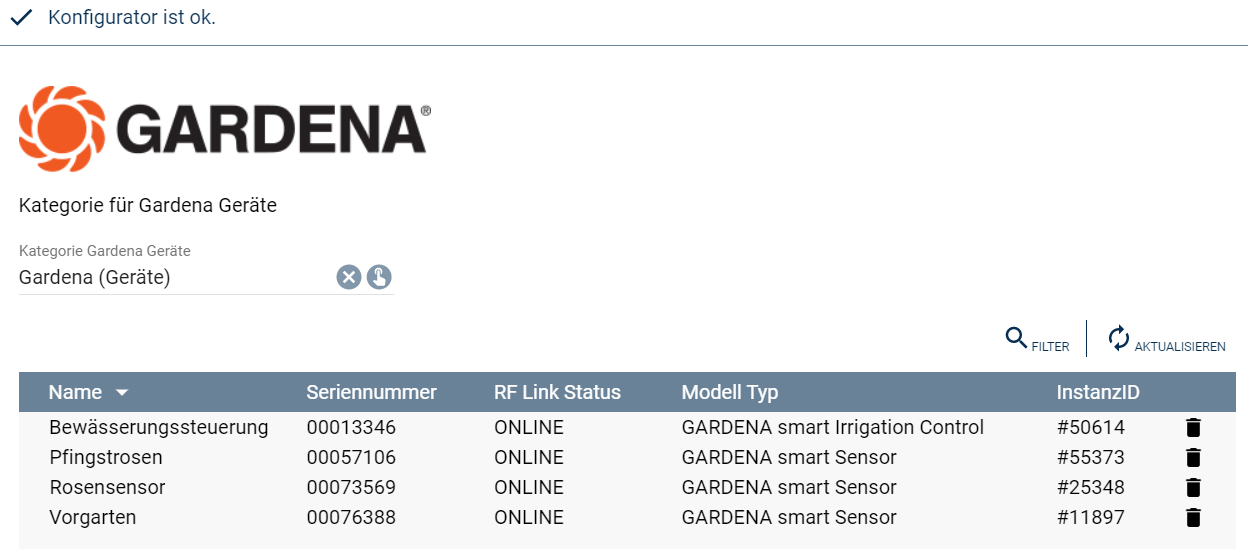 Konfigurator ist ok.
GARDENA®
Kategorie für Gardena Geräte
Kategorie Gardena Geräte
Gardena (Geräte)
FILTER AKTUALISIEREN
Name Seriennummer RF Link Status Modell Typ InstanzID
Bewässerungssteuerung 00013346 ONLINE GARDENA smart Irrigation Control #50614
Pfingstrosen 00057106 ONLINE GARDENA smart Sensor #55373
Rosensensor 00073569 ONLINE GARDENA smart Sensor #25348
Vorgarten 00076388 ONLINE GARDENA smart Sensor #11897